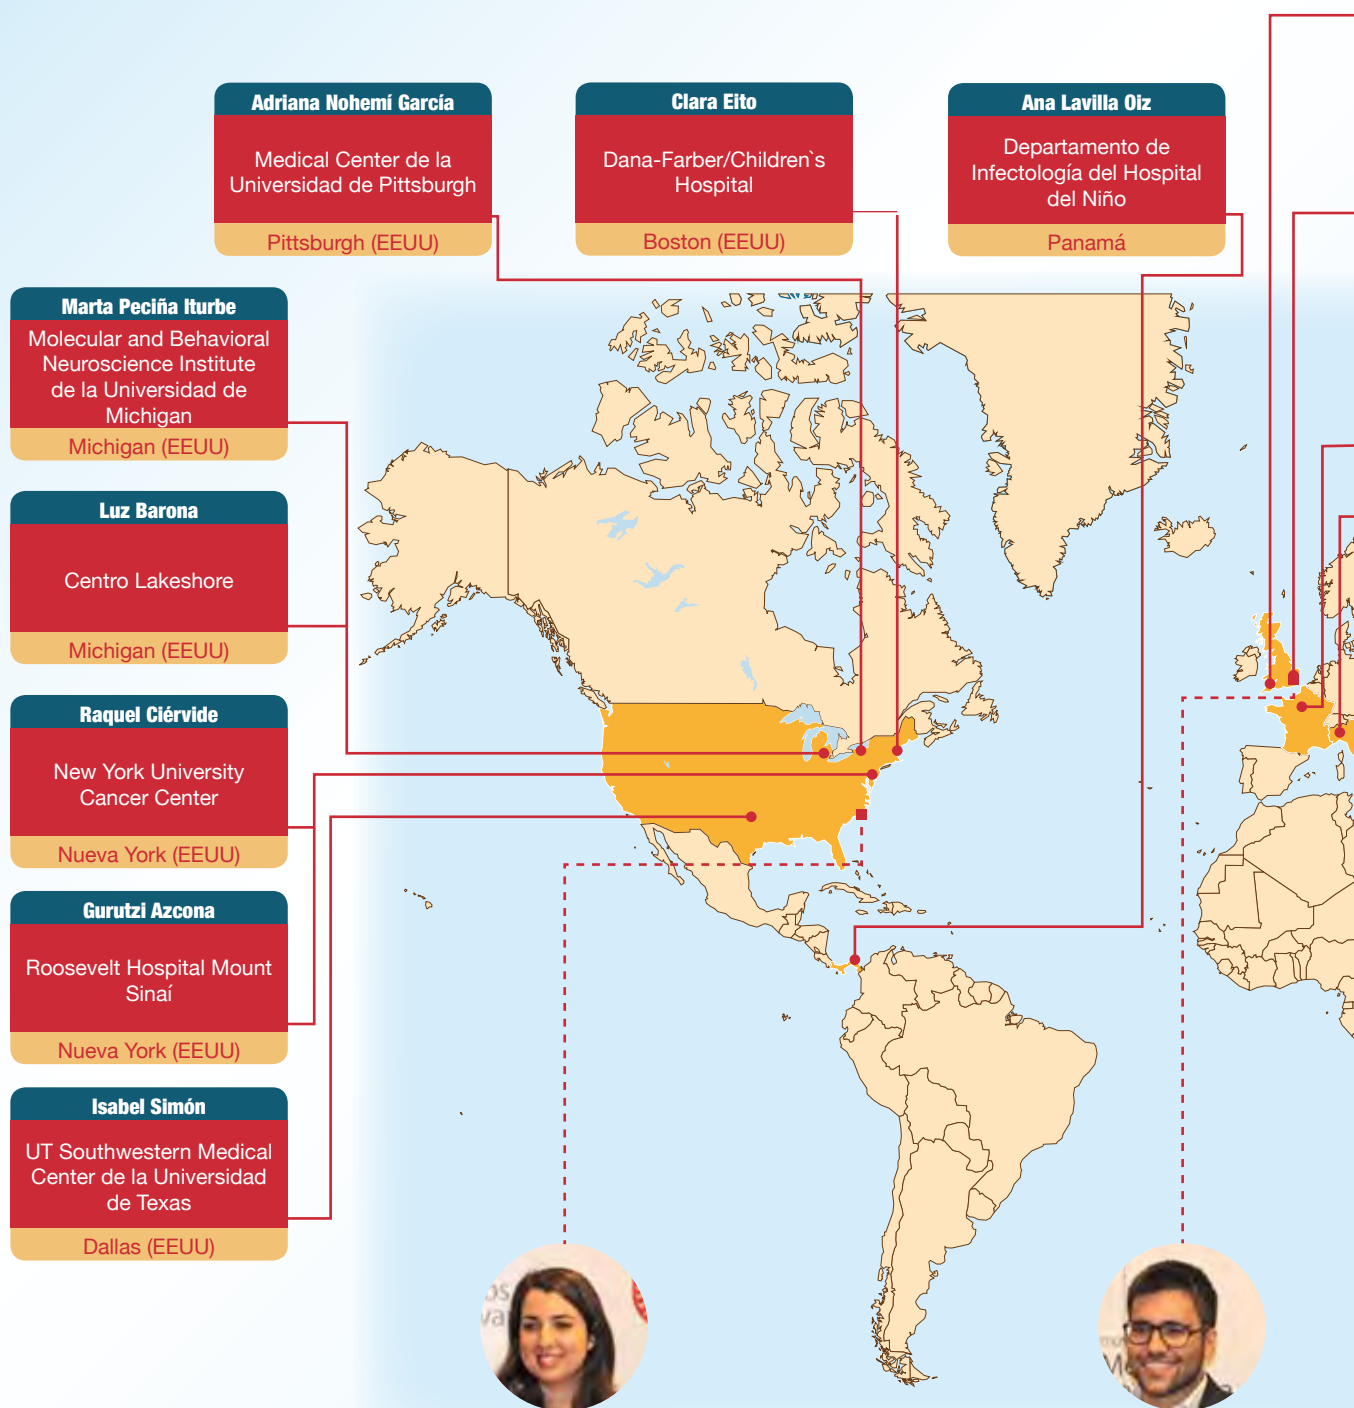 Adriana Nohemí García
Medical Center de la
Universidad de Pittsburgh
Pittsburgh (EEUU)
Clara Eito
Dana-Farber/Children`s
Hospital
Boston (EEUU)
Ana Lavilla Oiz
Departamento de
Infectología del Hospital
del Niño
Panamá
Marta Peciña Iturbe
Molecular and Behavioral
Neuroscience Institute
de la Universidad de
Michigan
Michigan (EEUU)
Luz Barona
Centro Lakeshore
Michigan (EEUU)
Raquel Ciérvide
New York University
Cancer Center
Nueva York (EEUU)
Gurutzi Azcona
Roosevelt Hospital Mount
Sinaí
Nueva York (EEUU)
Isabel Simón
UT Southwestern Medical
Center de la Universidad
de Texas
Dallas (EEUU)